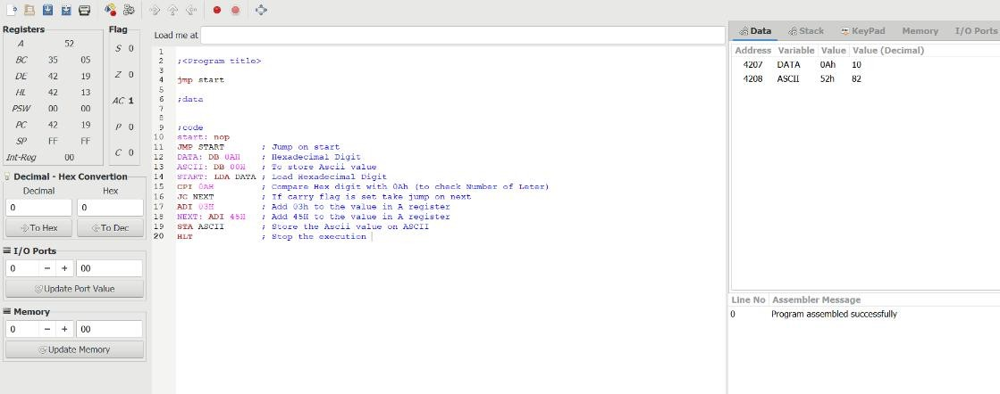 Registers
Flag
A 52
BC 35 05
DE 42 19
HL 42 13
PSW 00 00
PC 42 19
SP FF FF
Int-Reg 00
S 0
Z 0
AC 1
P 0
C 0
Decimal - Hex Convertion
Decimal Hex
0 0
To Hex To Dec
I/O Ports
0 − + 00
Update Port Value
Memory
0 − + 00
Update Memory
Load me at
1
2 ;<Program title>
3
4 jmp start
5
6 ;data
7
8
9 ;code
10 start: nop
11 JMP START ; Jump on start
12 DATA: DB 0AH ; Hexadecimal Digit
13 ASCII: DB 00H ; To store Ascii value
14 START: LDA DATA ; Load Hexadecimal Digit
15 CPI 0AH ; Compare Hex digit with 0Ah (to check Number of Leter)
16 JC NEXT ; If carry flag is set take jump on next
17 ADI 03H ; Add 03h to the value in A register
18 NEXT: ADI 45H ; Add 45H to the value in A register
19 STA ASCII ; Store the Ascii value on ASCII
20 HLT ; Stop the execution
Data Stack KeyPad Memory I/O Ports
Address Variable Value Value (Decimal)
4207 DATA 0Ah 10
4208 ASCII 52h 82
Line No Assembler Message
0 Program assembled successfully